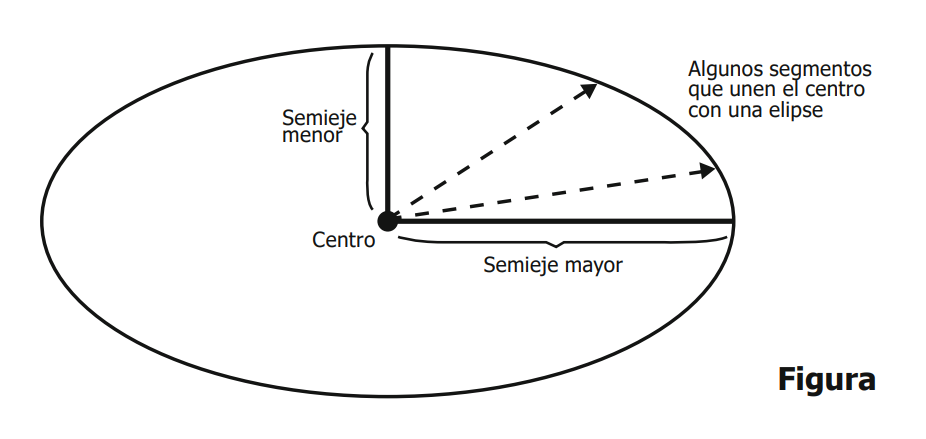 Algunos segmentos
que unen el centro
con una elipse
Semieje
menor
Centro
Semieje mayor
Figura